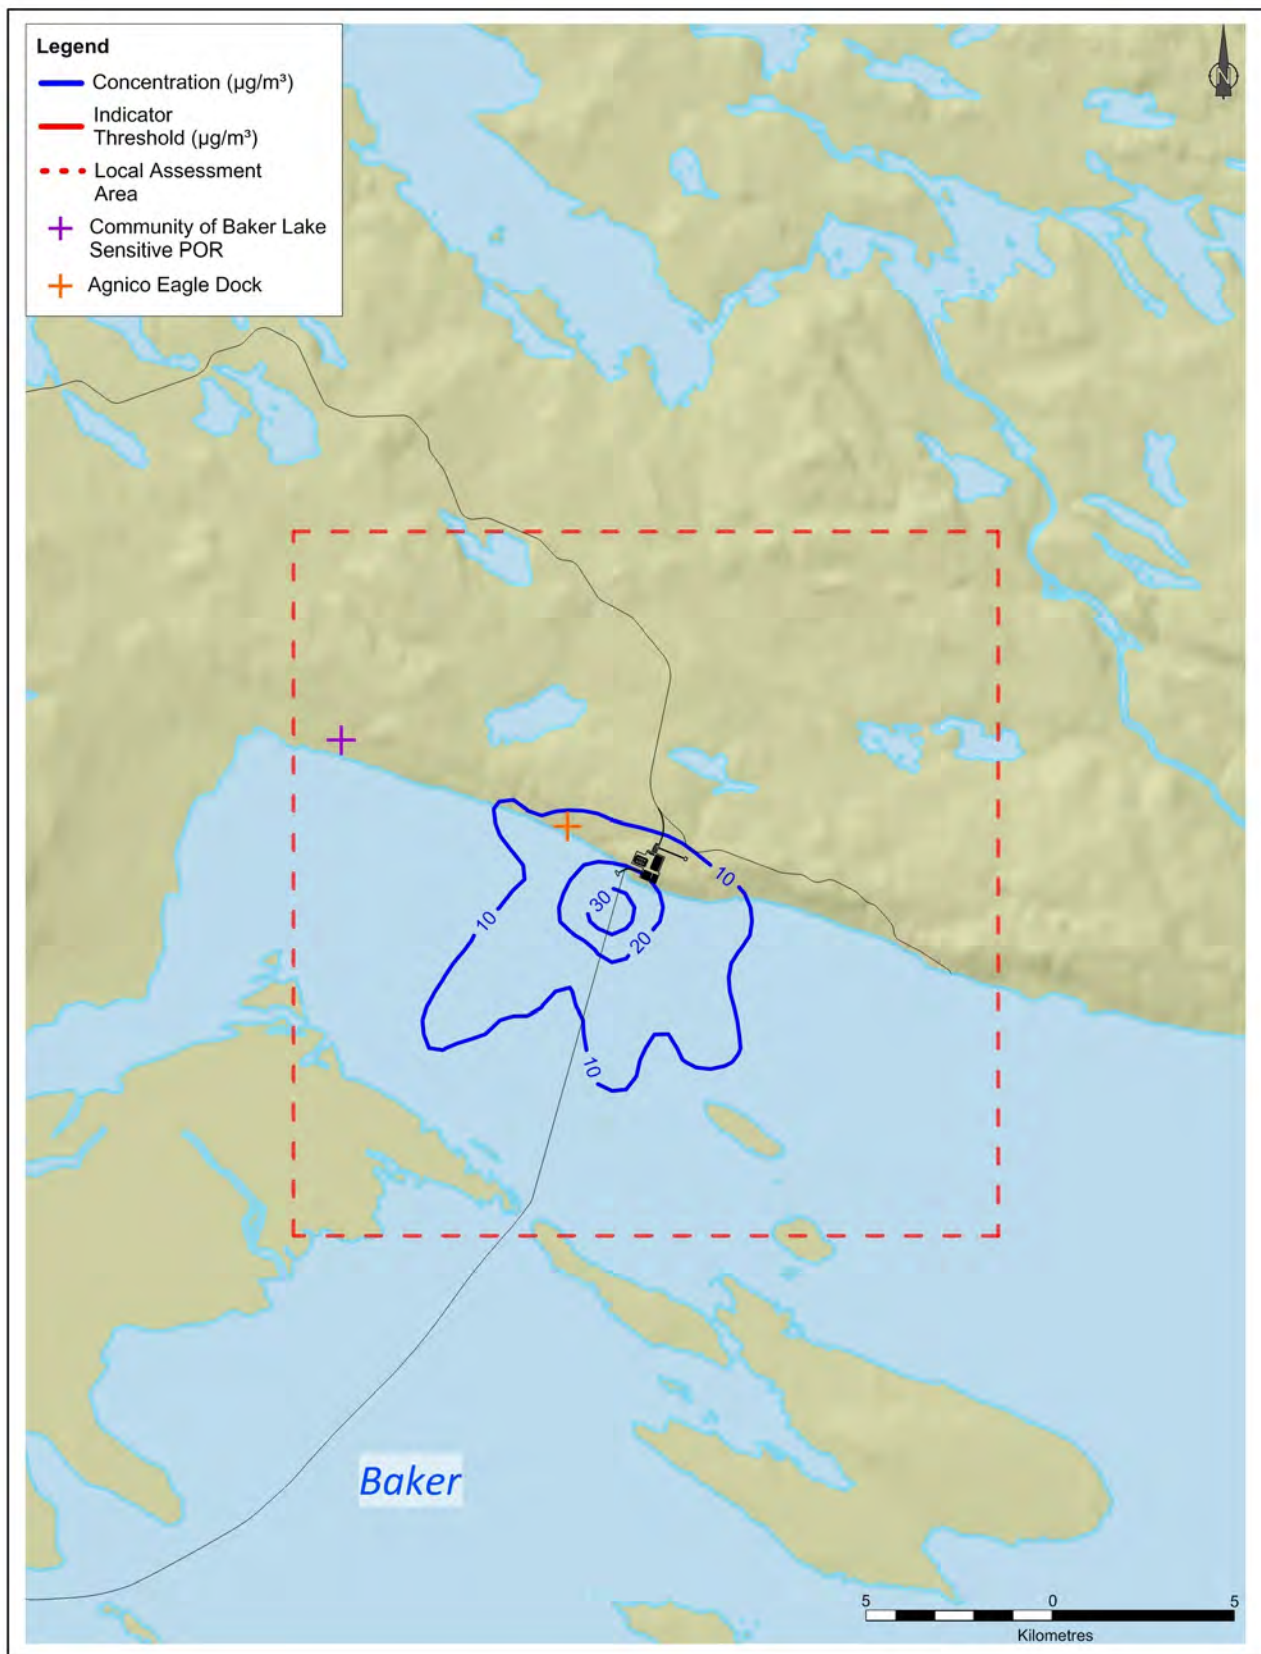 Legend
Concentration (µg/m³)
Indicator
Threshold (µg/m³)
Local Assessment
Area
Community of Baker Lake
Sensitive POR
Agnico Eagle Dock
N
10
10
30
20
10
Baker
5 0 5
Kilometres